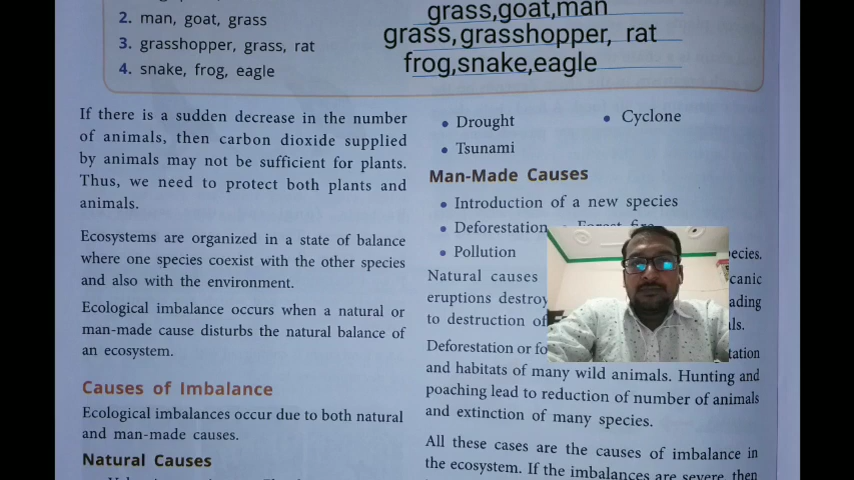 2. man, goat, grass
3. grasshopper, grass, rat
4. snake, frog, eagle
grass,goat,man
grass,grasshopper, rat
frog,snake,eagle
If there is a sudden decrease in the number
of animals, then carbon dioxide supplied
by animals may not be sufficient for plants.
Thus, we need to protect both plants and
animals.
Ecosystems are organized in a state of balance
where one species coexist with the other species
and also with the environment.
Ecological imbalance occurs when a natural or
man-made cause disturbs the natural balance of
an ecosystem.
Causes of Imbalance
Ecological imbalances occur due to both natural
and man-made causes.
Natural Causes
• Drought • Cyclone
• Tsunami
Man-Made Causes
• Introduction of a new species
• Deforestation • Forest fire
• Pollution
Natural causes
eruptions destroy
to destruction of
Deforestation or
and habitats of many wild animals. Hunting and
poaching lead to reduction of number of animals
and extinction of many species.
All these cases are the causes of imbalance in
the ecosystem. If the imbalances are severe, then